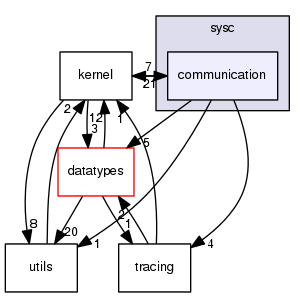 sysc
kernel
7
communication
21
2
12
3
1
datatypes
5
8
20
1
2
1
4
utils
tracing